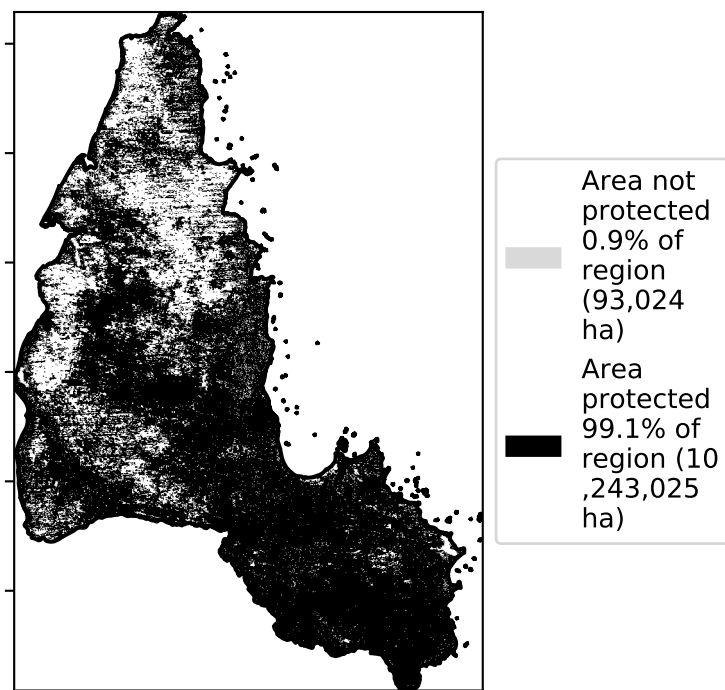 Area not
protected
0.9% of
region
(93,024
ha)
Area
protected
99.1% of
region (10
,243,025
ha)